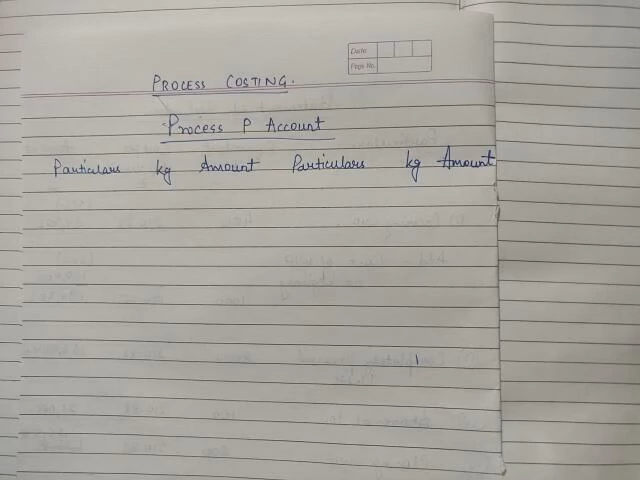 Date
Page No.
PROCESS COSTING.
Process P Account
Particulars kg Amount Particulars kg Amount